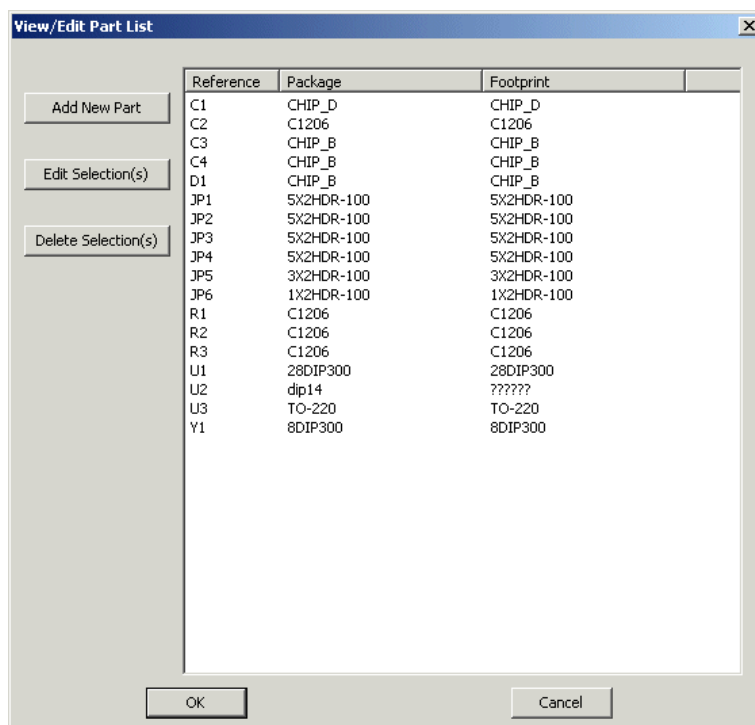 View/Edit Part List
Reference Package Footprint
Add New Part
Edit Selection(s)
Delete Selection(s)
C1 CHIP_D CHIP_D
C2 C1206 C1206
C3 CHIP_B CHIP_B
C4 CHIP_B CHIP_B
D1 CHIP_B CHIP_B
JP1 5X2HDR-100 5X2HDR-100
JP2 5X2HDR-100 5X2HDR-100
JP3 5X2HDR-100 5X2HDR-100
JP4 5X2HDR-100 5X2HDR-100
JP5 3X2HDR-100 3X2HDR-100
JP6 1X2HDR-100 1X2HDR-100
R1 C1206 C1206
R2 C1206 C1206
R3 C1206 C1206
U1 28DIP300 28DIP300
U2 dip14 ??????
U3 TO-220 TO-220
Y1 8DIP300 8DIP300
OK Cancel